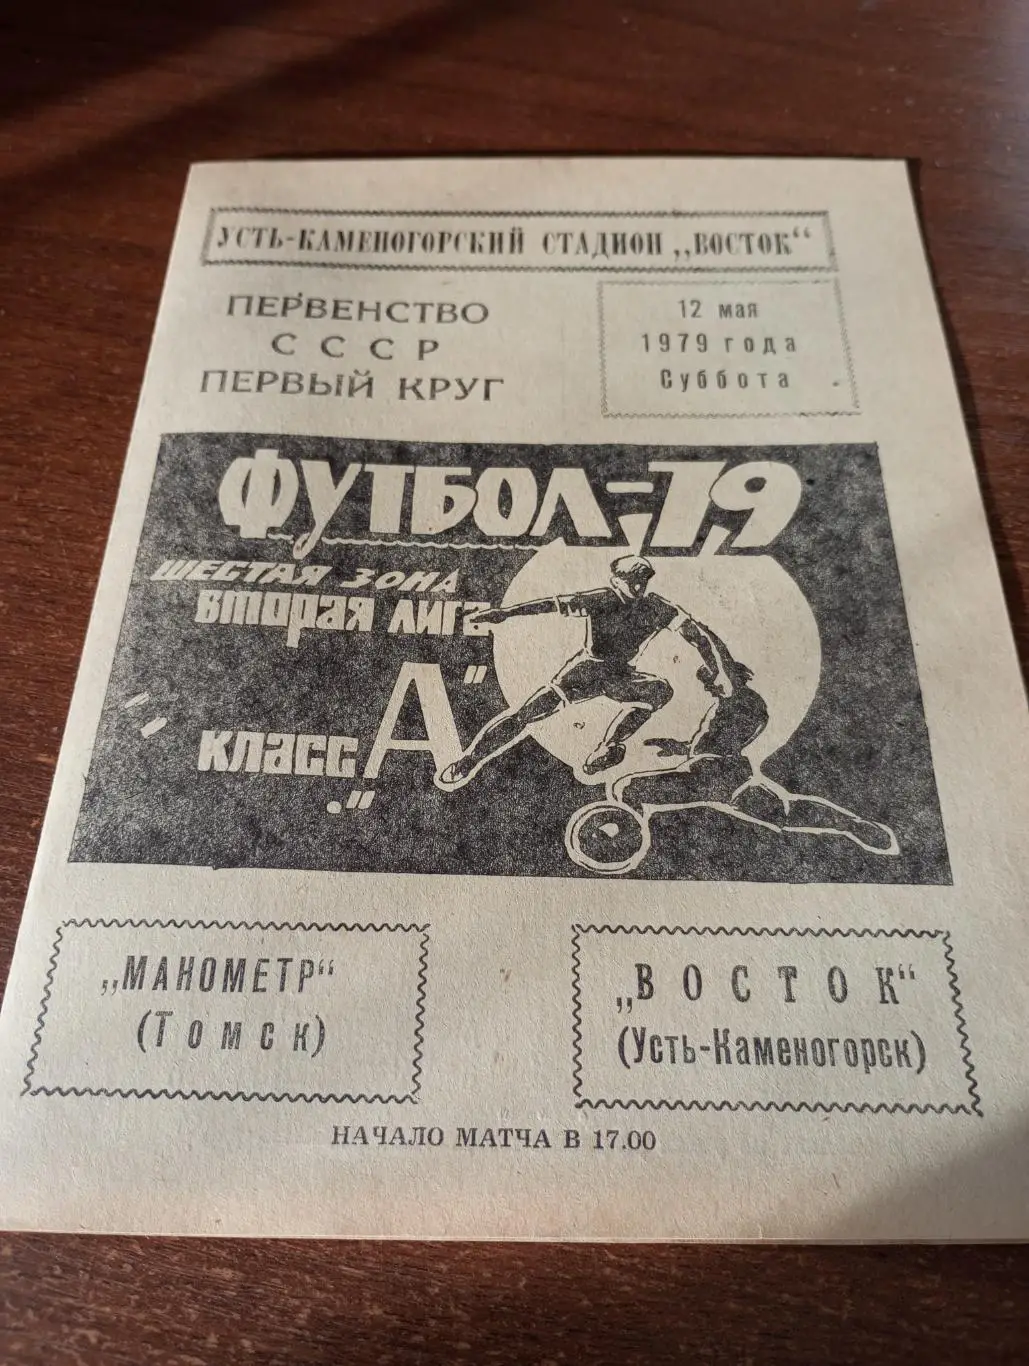 УСТЬ-КАМЕНОГОРСКИЙ СТАДИОН „ВОСТОК“
ПЕРВЕНСТВО
СССР
ПЕРВЫЙ КРУГ
12 мая
1979 года
Суббота
ФУТБОЛ-79
ШЕСТАЯ ЗОНА
ВТОРАЯ ЛИГА
КЛАСС „А“
„МАНОМЕТР“
(Томск)
„ВОСТОК“
(Усть-Каменогорск)
НАЧАЛО МАТЧА В 17.00